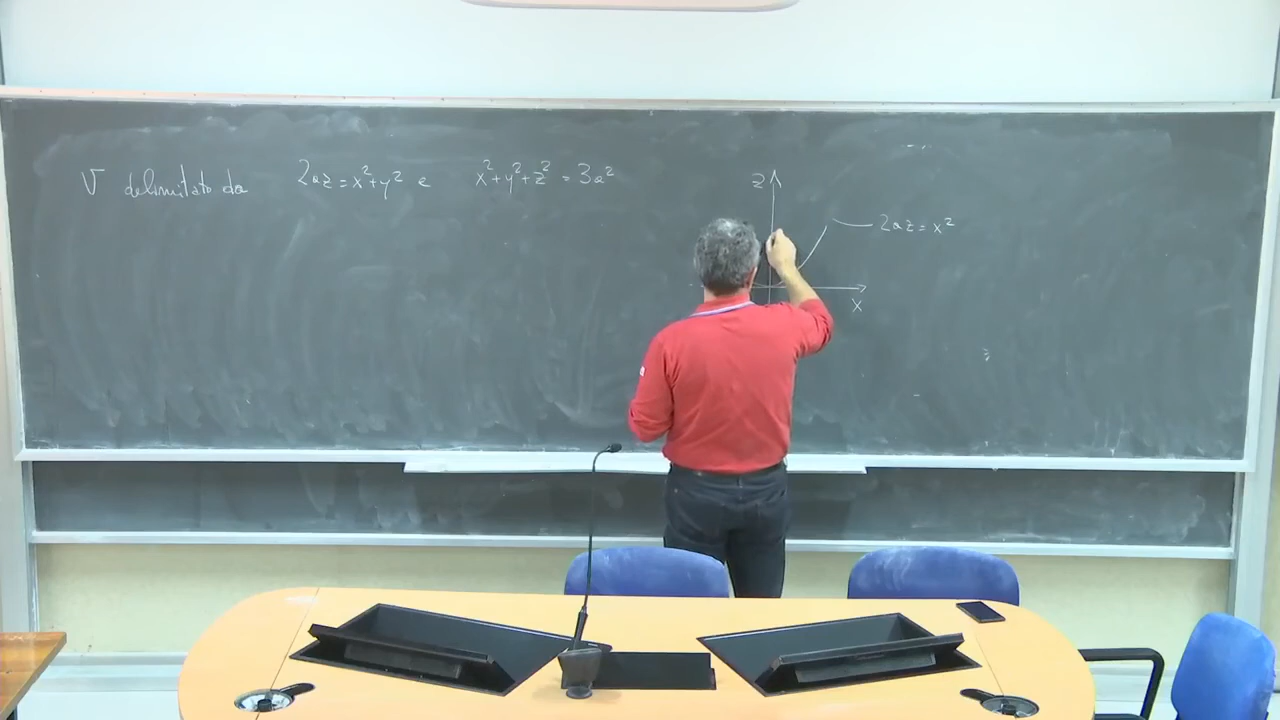 V delimitato da 2az = x²+y² e x²+y²+z² = 3a²
z
2az = x²
x